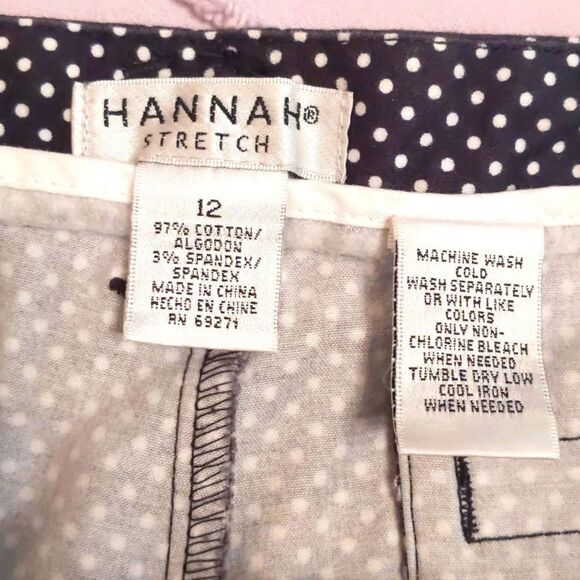 HANNAH®
STRETCH
12
97% COTTON/
ALGODON
3% SPANDEX/
SPANDEX
MADE IN CHINA
HECHO EN CHINE
RN 69271
MACHINE WASH
COLD
WASH SEPARATELY
OR WITH LIKE
COLORS
ONLY NON-
CHLORINE BLEACH
WHEN NEEDED
TUMBLE DRY LOW
COOL IRON
WHEN NEEDED